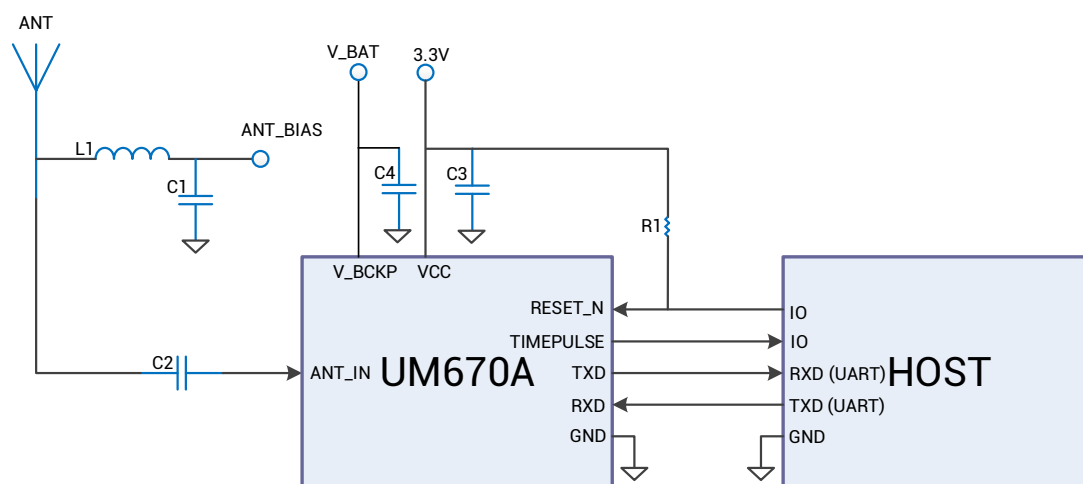 ANT
V_BAT
3.3V
ANT_BIAS
L1
C1
C4
C3
R1
V_BCKP
VCC
RESET_N
IO
TIMEPULSE
IO
C2
ANT_IN
UM670A
TXD
RXD (UART)
HOST
RXD
TXD (UART)
GND
GND